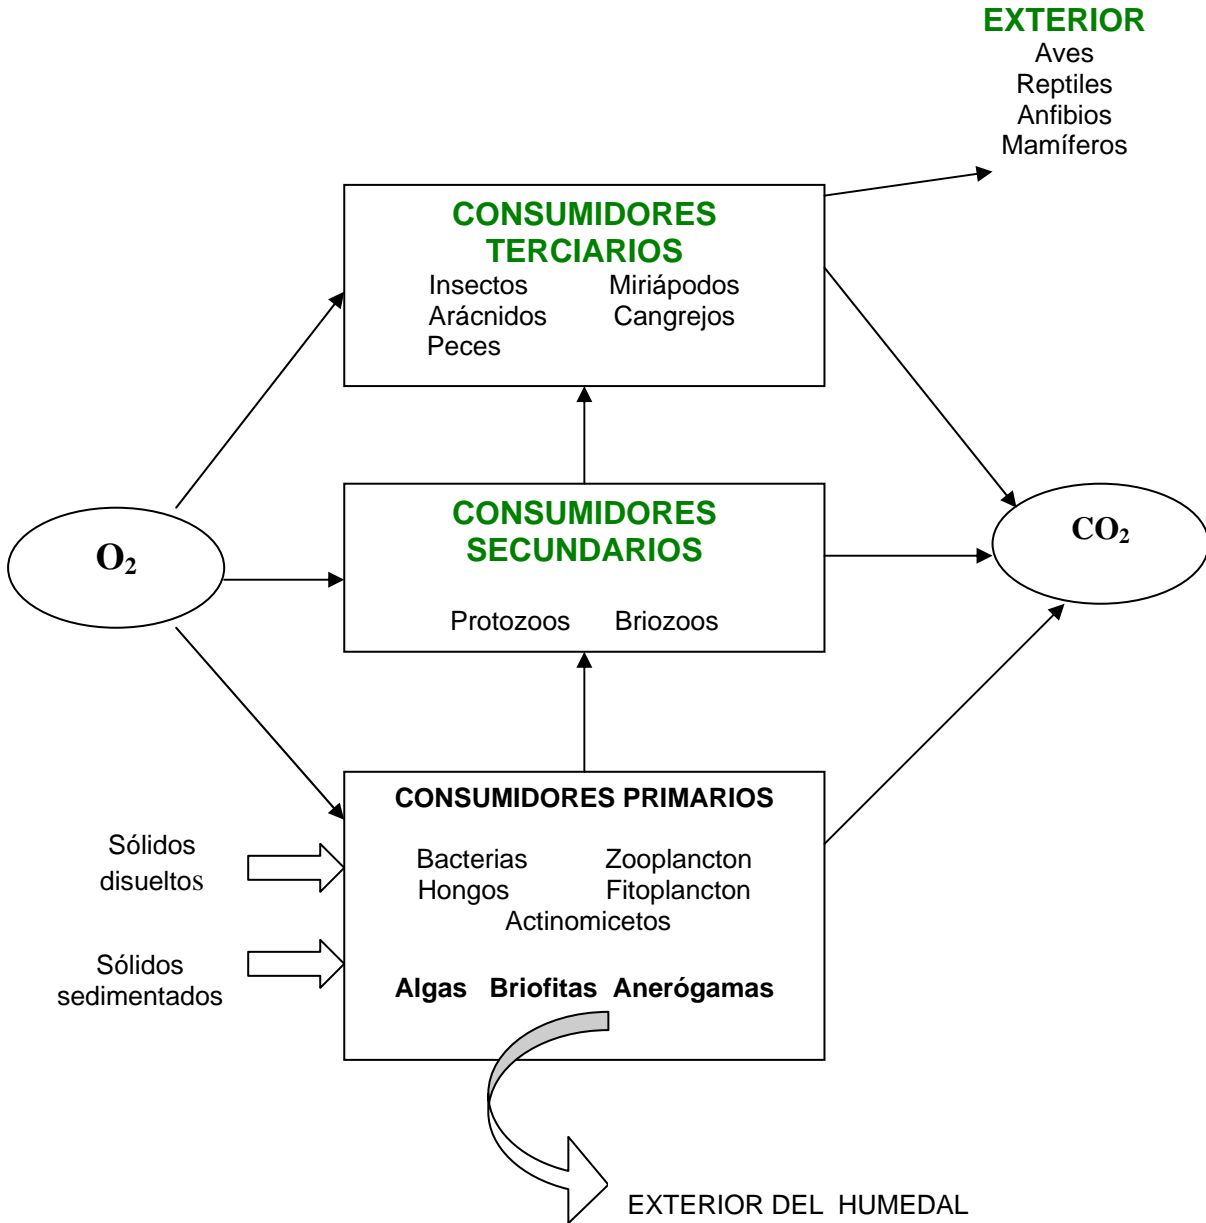 EXTERIOR
Aves
Reptiles
Anfibios
Mamíferos
CONSUMIDORES
TERCIARIOS
Insectos Miriápodos
Arácnidos Cangrejos
Peces
O₂
CONSUMIDORES
SECUNDARIOS
Protozoos Briozoos
CO₂
CONSUMIDORES PRIMARIOS
Bacterias Zooplancton
Hongos Fitoplancton
Actinomicetos
Algas Briofitas Anerógamas
Sólidos
disueltos
Sólidos
sedimentados
EXTERIOR DEL HUMEDAL